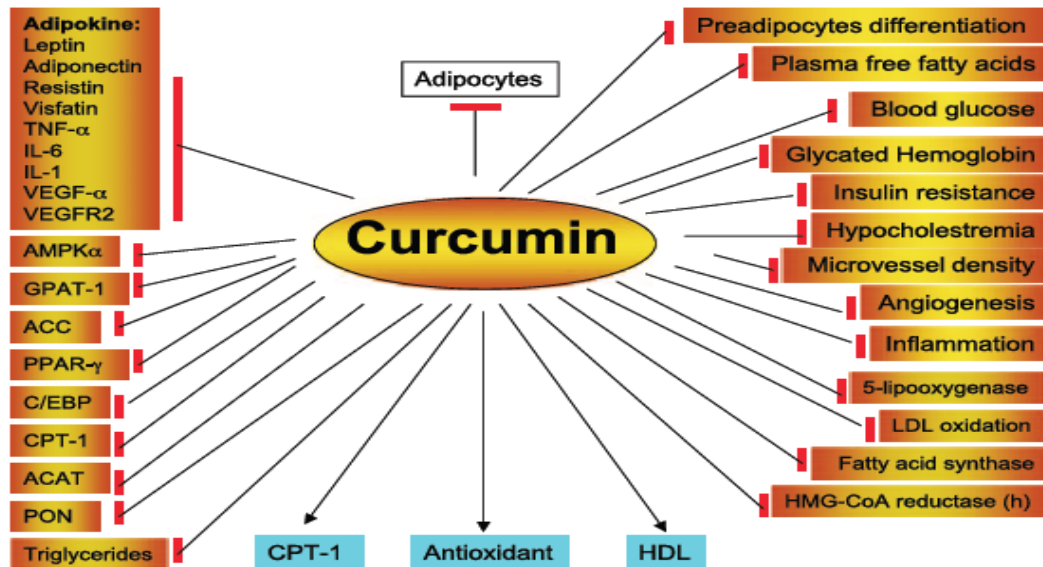 Adipokine:
Leptin
Adiponectin
Resistin
Visfatin
TNF-α
IL-6
IL-1
VEGF-α
VEGFR2
AMPKα
GPAT-1
ACC
PPAR-γ
C/EBP
CPT-1
ACAT
PON
Triglycerides
Adipocytes
Curcumin
CPT-1
Antioxidant
HDL
Preadipocytes differentiation
Plasma free fatty acids
Blood glucose
Glycated Hemoglobin
Insulin resistance
Hypocholestremia
Microvessel density
Angiogenesis
Inflammation
5-lipooxygenase
LDL oxidation
Fatty acid synthase
HMG-CoA reductase (h)